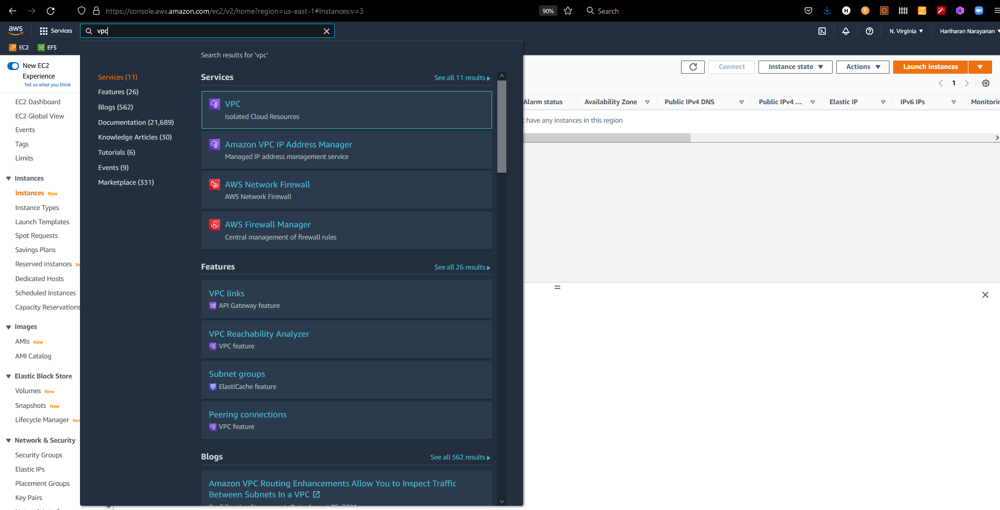 https://console.aws.amazon.com/ec2/v2/home?region=us-east-1#Instances:v=3
90%
Search
aws
Services
vpc
N. Virginia
Hariharan Narayanan
EC2
EFS
New EC2
Experience
Tell us what you think
EC2 Dashboard
EC2 Global View
Events
Tags
Limits
Instances
Instances New
Instance Types
Launch Templates
Spot Requests
Savings Plans
Reserved Instances
Dedicated Hosts
Scheduled Instances
Capacity Reservations
Images
AMIs New
AMI Catalog
Elastic Block Store
Volumes New
Snapshots New
Lifecycle Manager
Network & Security
Security Groups
Elastic IPs
Placement Groups
Key Pairs
Search results for 'vpc'
Services (11)
Features (26)
Blogs (562)
Documentation (21,689)
Knowledge Articles (30)
Tutorials (6)
Events (9)
Marketplace (331)
Services
See all 11 results
VPC
Isolated Cloud Resources
Amazon VPC IP Address Manager
Managed IP address management service
AWS Network Firewall
AWS Network Firewall
AWS Firewall Manager
Central management of firewall rules
Features
See all 26 results
VPC links
API Gateway feature
VPC Reachability Analyzer
VPC feature
Subnet groups
ElastiCache feature
Peering connections
VPC feature
Blogs
See all 562 results
Amazon VPC Routing Enhancements Allow You to Inspect Traffic
Between Subnets In a VPC
Connect
Instance state
Actions
Launch instances
1
Alarm status
Availability Zone
Public IPv4 DNS
Public IPv4 ...
Elastic IP
IPv6 IPs
Monitorin
t have any instances in this region